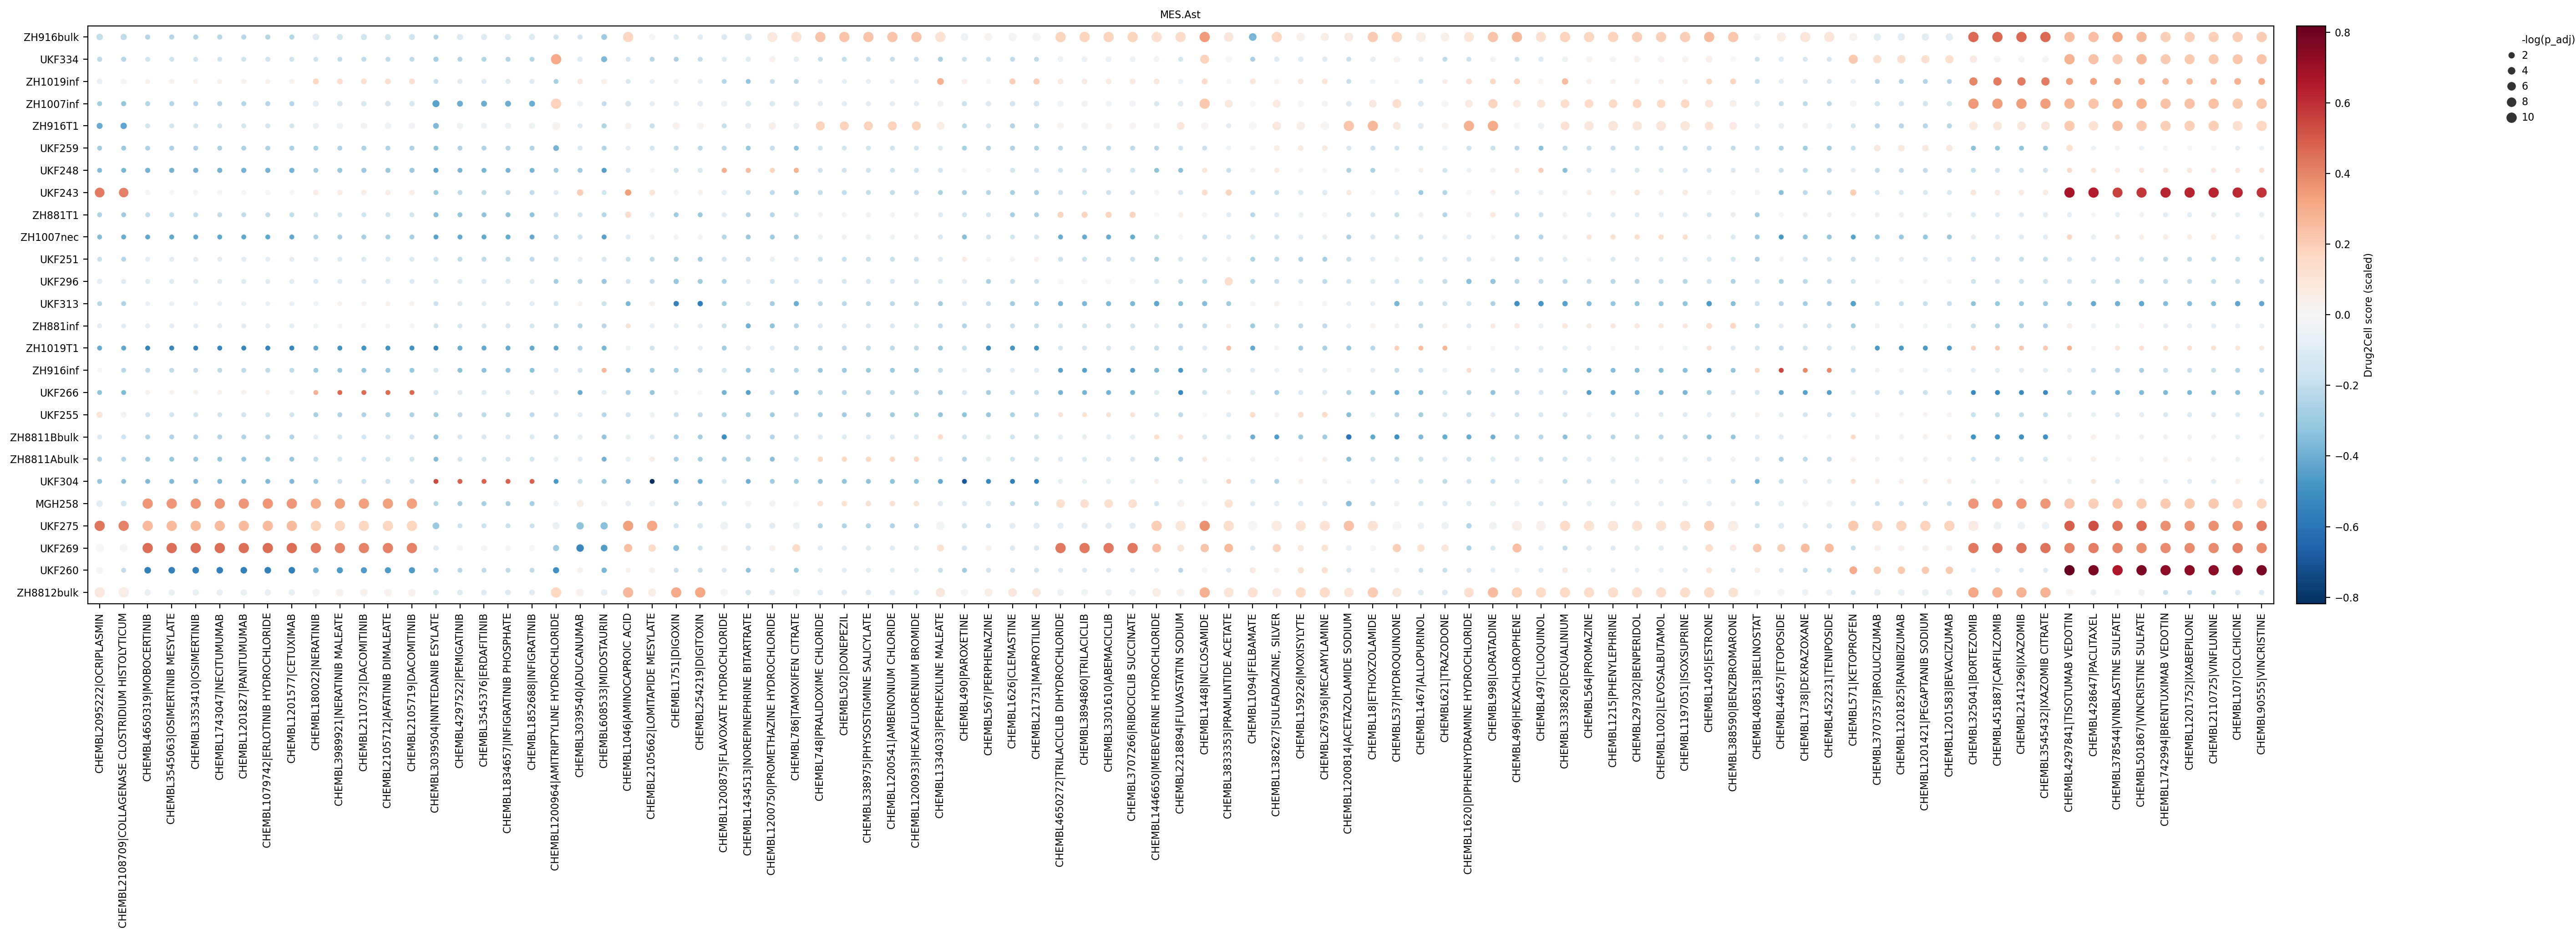 MES.Ast
ZH916bulk
UKF334
ZH1019inf
ZH1007inf
ZH916T1
UKF259
UKF248
UKF243
ZH881T1
ZH1007nec
UKF251
UKF296
UKF313
ZH881inf
ZH1019T1
ZH916inf
UKF266
UKF255
ZH8811Bbulk
ZH8811Abulk
UKF304
MGH258
UKF275
UKF269
UKF260
ZH8812bulk
CHEMBL2095222|OCRIPLASMIN
CHEMBL2108709|COLLAGENASE CLOSTRIDIUM HISTOLYTICUM
CHEMBL4650319|MOBOCERTINIB
CHEMBL3545063|OSIMERTINIB MESYLATE
CHEMBL3353410|OSIMERTINIB
CHEMBL1743047|NECITUMUMAB
CHEMBL1201827|PANITUMUMAB
CHEMBL1079742|ERLOTINIB HYDROCHLORIDE
CHEMBL1201577|CETUXIMAB
CHEMBL180022|NERATINIB
CHEMBL3989921|NERATINIB MALEATE
CHEMBL2110732|DACOMITINIB
CHEMBL2105712|AFATINIB DIMALEATE
CHEMBL2105719|DACOMITINIB
CHEMBL3039504|NINTEDANIB ESYLATE
CHEMBL4297522|PEMIGATINIB
CHEMBL3545376|ERDAFITINIB
CHEMBL1834657|INFIGRATINIB PHOSPHATE
CHEMBL1852688|INFIGRATINIB
CHEMBL1200964|AMITRIPTYLINE HYDROCHLORIDE
CHEMBL3039540|ADUCANUMAB
CHEMBL608533|MIDOSTAURIN
CHEMBL1046|AMINOCAPROIC ACID
CHEMBL2105662|LOMITAPIDE MESYLATE
CHEMBL1751|DIGOXIN
CHEMBL254219|DIGITOXIN
CHEMBL1200875|FLAVOXATE HYDROCHLORIDE
CHEMBL1434513|NOREPINEPHRINE BITARTRATE
CHEMBL1200750|PROMETHAZINE HYDROCHLORIDE
CHEMBL786|TAMOXIFEN CITRATE
CHEMBL748|PRALIDOXIME CHLORIDE
CHEMBL502|DONEPEZIL
CHEMBL338975|PHYSOSTIGMINE SALICYLATE
CHEMBL1200541|AMBENONIUM CHLORIDE
CHEMBL1200933|HEXAFLUORENIUM BROMIDE
CHEMBL1334033|PERHEXILINE MALEATE
CHEMBL490|PAROXETINE
CHEMBL567|PERPHENAZINE
CHEMBL1626|CLEMASTINE
CHEMBL21731|MAPROTILINE
CHEMBL4650272|TRILACICLIB DIHYDROCHLORIDE
CHEMBL3894860|TRILACICLIB
CHEMBL3301610|ABEMACICLIB
CHEMBL3707266|RIBOCICLIB SUCCINATE
CHEMBL1446650|MEBEVERINE HYDROCHLORIDE
CHEMBL2218894|FLUVASTATIN SODIUM
CHEMBL1448|NICLOSAMIDE
CHEMBL3833353|PRAMLINTIDE ACETATE
CHEMBL1094|FELBAMATE
CHEMBL1382627|SULFADIAZINE, SILVER
CHEMBL159226|MOXISYLYTE
CHEMBL267936|MECAMYLAMINE
CHEMBL1200814|ACETAZOLAMIDE SODIUM
CHEMBL18|ETHOXZOLAMIDE
CHEMBL537|HYDROQUINONE
CHEMBL1467|ALLOPURINOL
CHEMBL621|TRAZODONE
CHEMBL1620|DIPHENHYDRAMINE HYDROCHLORIDE
CHEMBL998|LORATADINE
CHEMBL496|HEXACHLOROPHENE
CHEMBL497|CLIOQUINOL
CHEMBL333826|DEQUALINIUM
CHEMBL564|PROMAZINE
CHEMBL1215|PHENYLEPHRINE
CHEMBL297302|BENPERIDOL
CHEMBL1002|LEVOSALBUTAMOL
CHEMBL1197051|ISOXSUPRINE
CHEMBL1405|ESTRONE
CHEMBL388590|BENZBROMARONE
CHEMBL408513|BELINOSTAT
CHEMBL44657|ETOPOSIDE
CHEMBL1738|DEXRAZOXANE
CHEMBL452231|TENIPOSIDE
CHEMBL571|KETOPROFEN
CHEMBL3707357|BROLUCIZUMAB
CHEMBL1201825|RANIBIZUMAB
CHEMBL1201421|PEGAPTANIB SODIUM
CHEMBL1201583|BEVACIZUMAB
CHEMBL325041|BORTEZOMIB
CHEMBL451887|CARFILZOMIB
CHEMBL2141296|IXAZOMIB
CHEMBL3545432|IXAZOMIB CITRATE
CHEMBL4297841|TISOTUMAB VEDOTIN
CHEMBL428647|PACLITAXEL
CHEMBL3784544|VINBLASTINE SULFATE
CHEMBL501867|VINCRISTINE SULFATE
CHEMBL1742994|BRENTUXIMAB VEDOTIN
CHEMBL1201752|IXABEPILONE
CHEMBL2110725|VINFLUNINE
CHEMBL107|COLCHICINE
CHEMBL90555|VINCRISTINE
0.8
0.6
0.4
0.2
0.0
−0.2
−0.4
−0.6
−0.8
Drug2Cell score (scaled)
-log(p_adj)
2
4
6
8
10